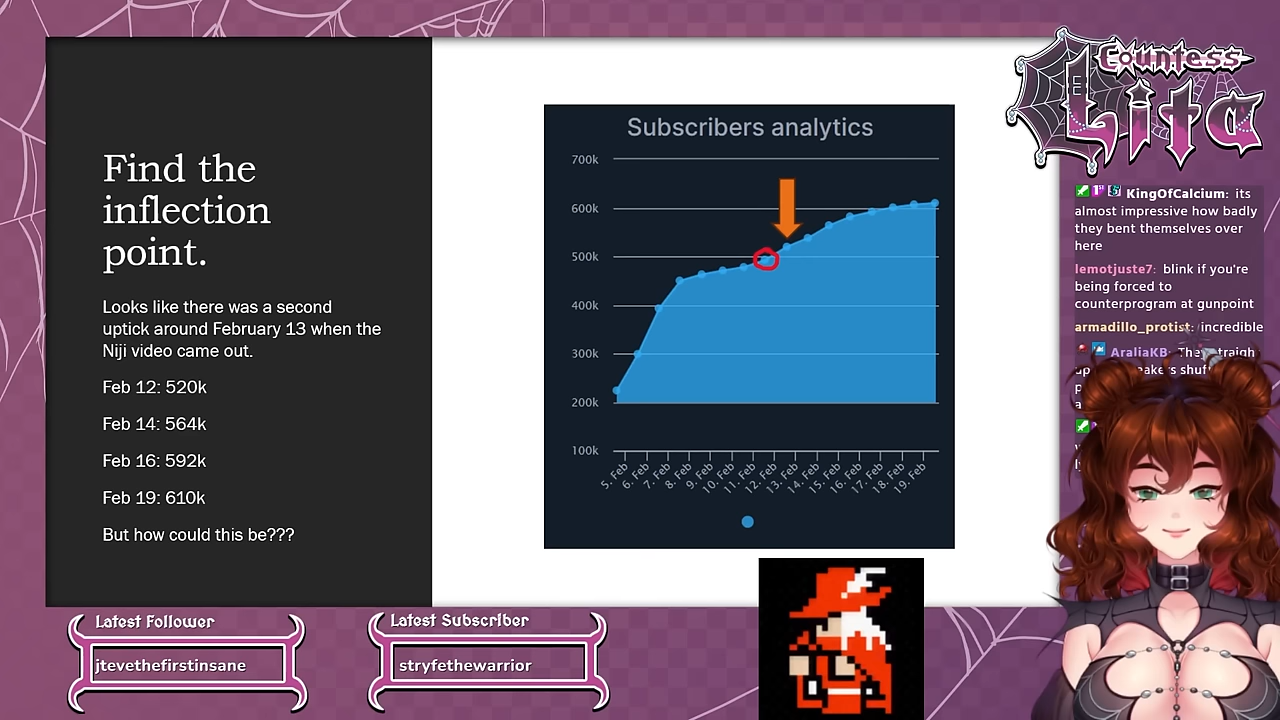 Find the
inflection
point.
Looks like there was a second
uptick around February 13 when the
Niji video came out.
Feb 12: 520k
Feb 14: 564k
Feb 16: 592k
Feb 19: 610k
But how could this be???
Subscribers analytics
700k
600k
500k
400k
300k
200k
100k
5. Feb
6. Feb
7. Feb
8. Feb
9. Feb
10. Feb
11. Feb
12. Feb
13. Feb
14. Feb
15. Feb
16. Feb
17. Feb
18. Feb
19. Feb
Countess
Lita
KingOfCalcium: its
almost impressive how badly
they bent themselves over
here
lemotjuste7: blink if you're
being forced to
counterprogram at gunpoint
armadillo_protist: incredible
AraliaKB: They
Latest Follower
jtevethefirstinsane
Latest Subscriber
stryfethewarrior